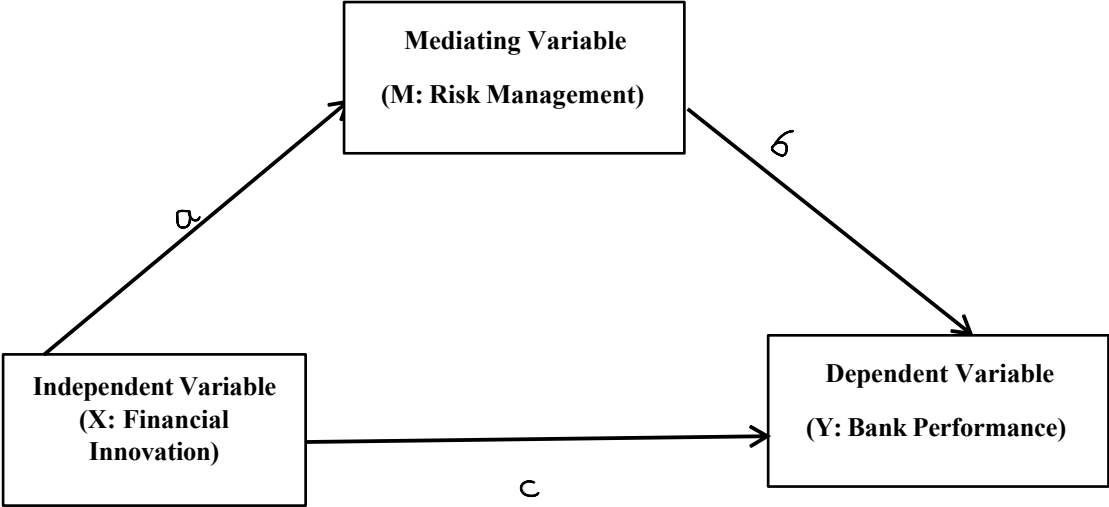 Mediating Variable
(M: Risk Management)
a
b
Independent Variable
(X: Financial
Innovation)
Dependent Variable
(Y: Bank Performance)
c